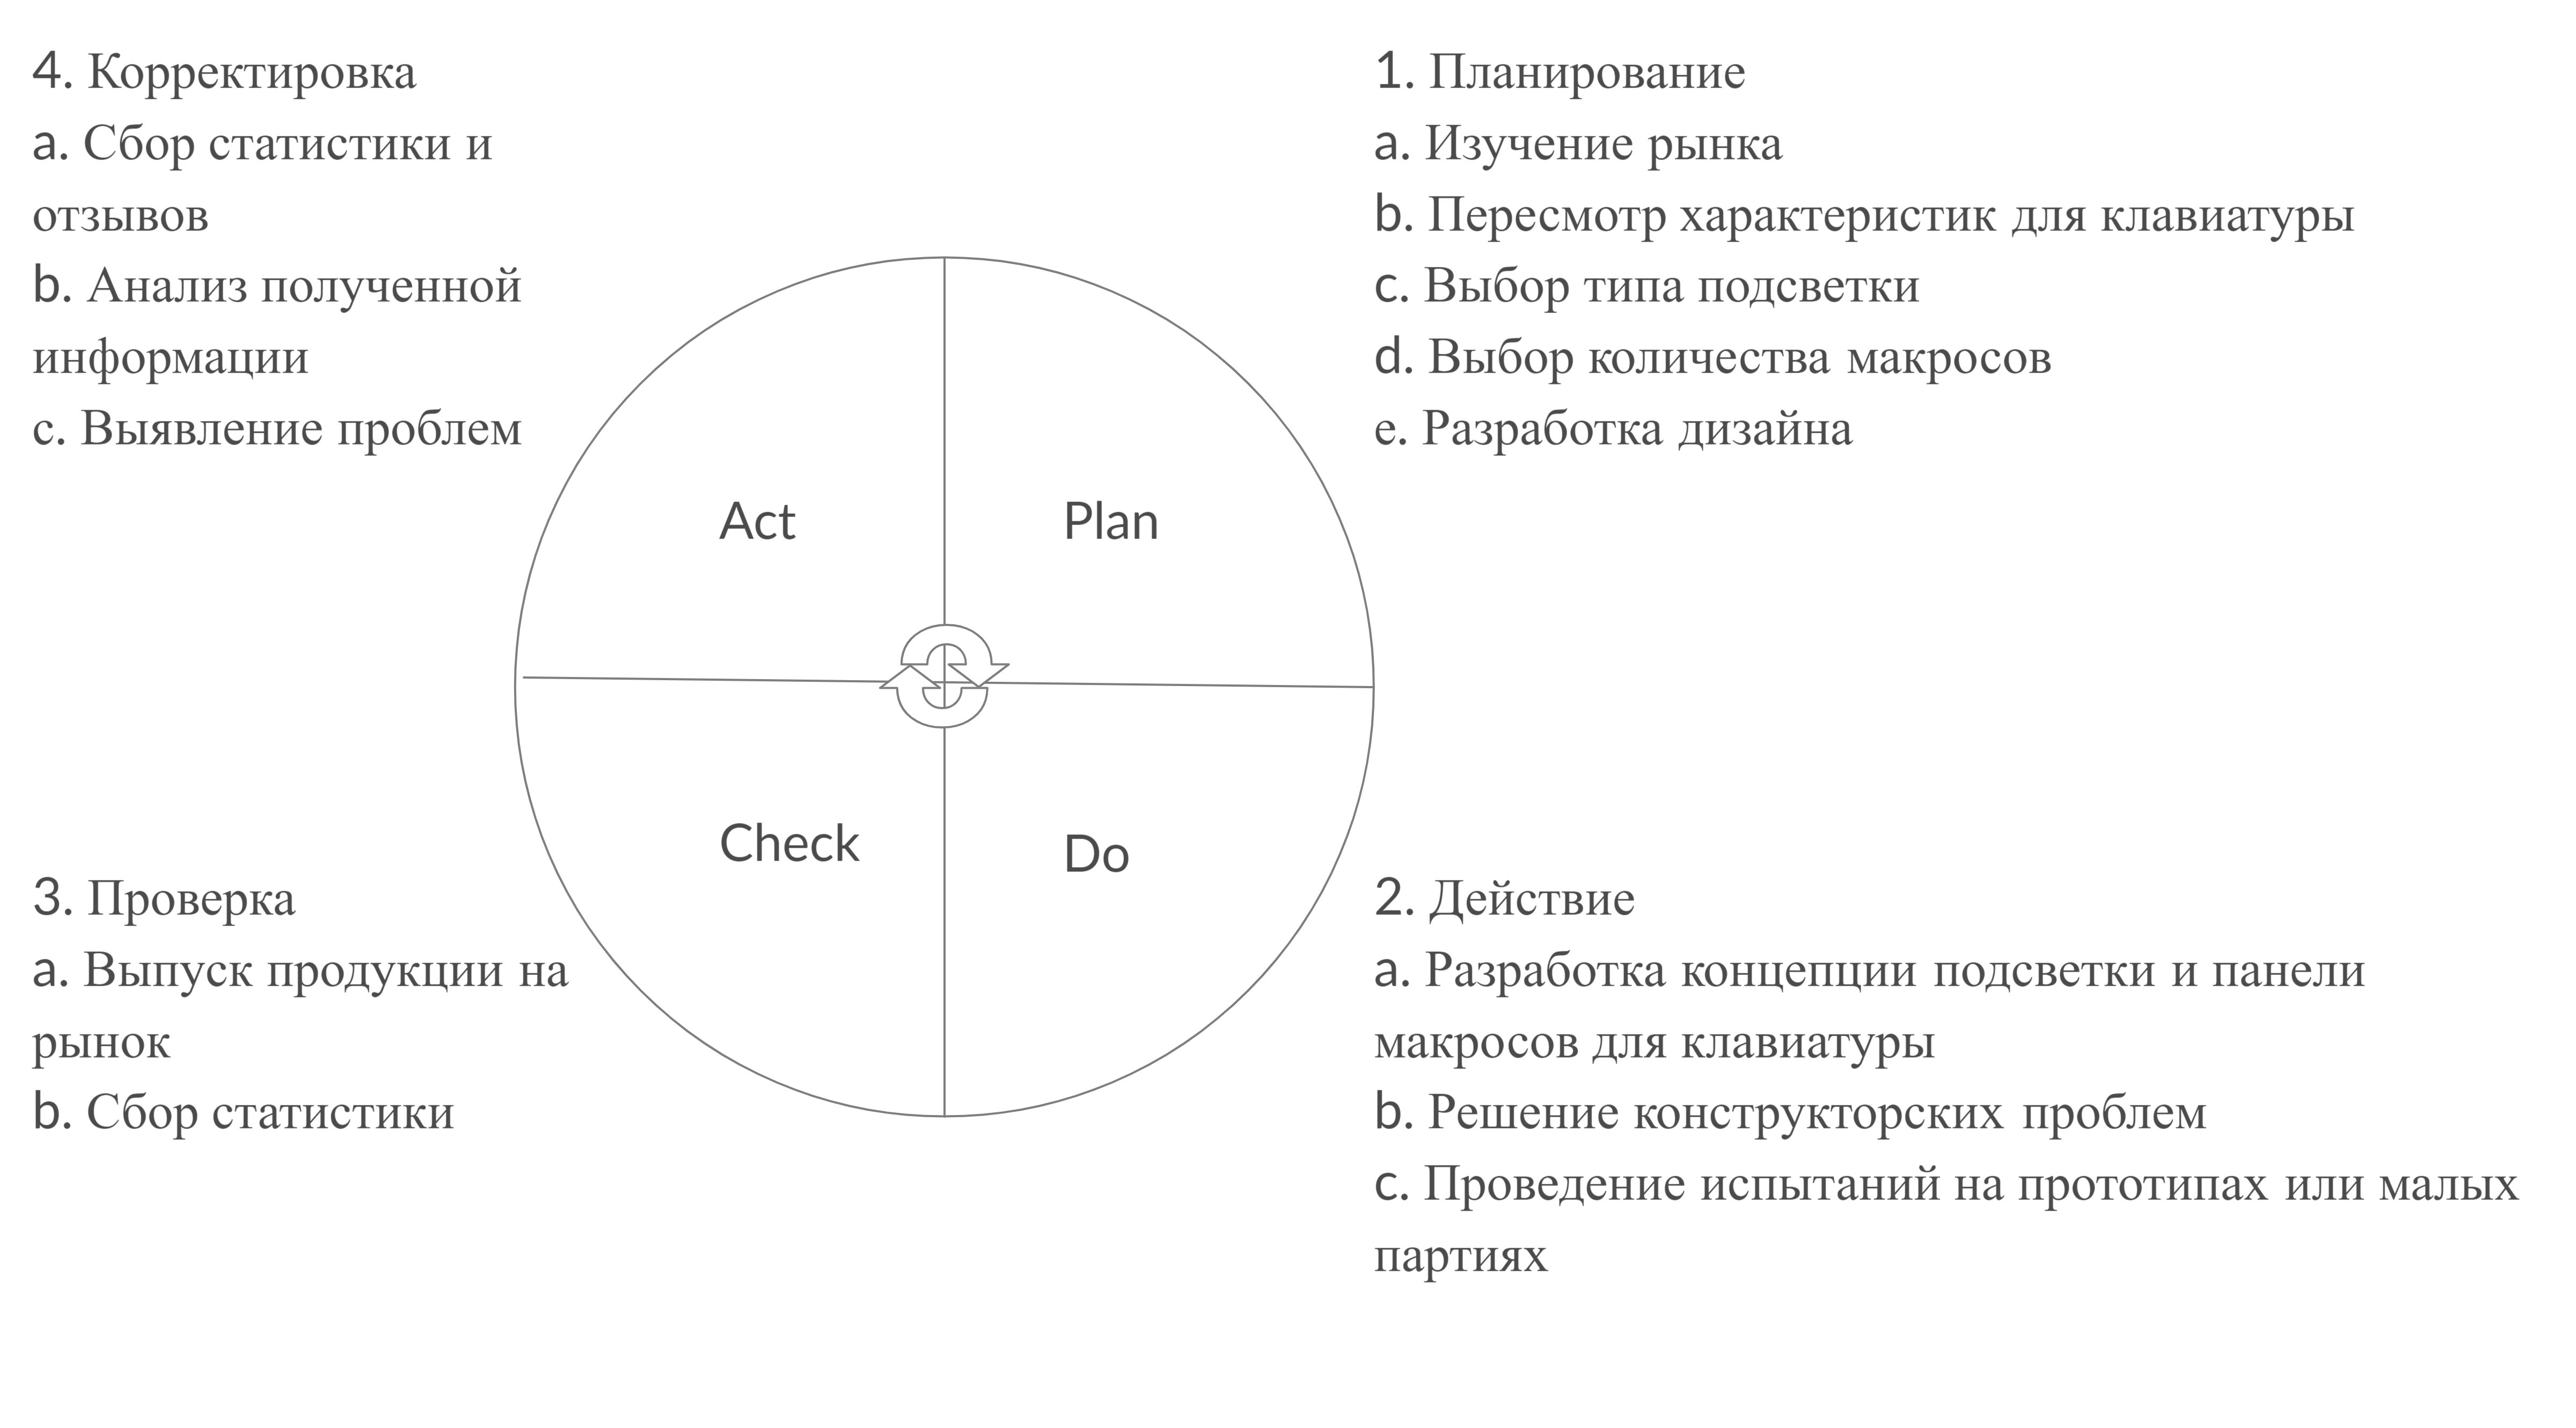 4. Корректировка
a. Сбор статистики и
отзывов
b. Анализ полученной
информации
c. Выявление проблем
1. Планирование
a. Изучение рынка
b. Пересмотр характеристик для клавиатуры
c. Выбор типа подсветки
d. Выбор количества макросов
e. Разработка дизайна
Act
Plan
Check
Do
3. Проверка
a. Выпуск продукции на
рынок
b. Сбор статистики
2. Действие
a. Разработка концепции подсветки и панели
макросов для клавиатуры
b. Решение конструкторских проблем
c. Проведение испытаний на прототипах или малых
партиях